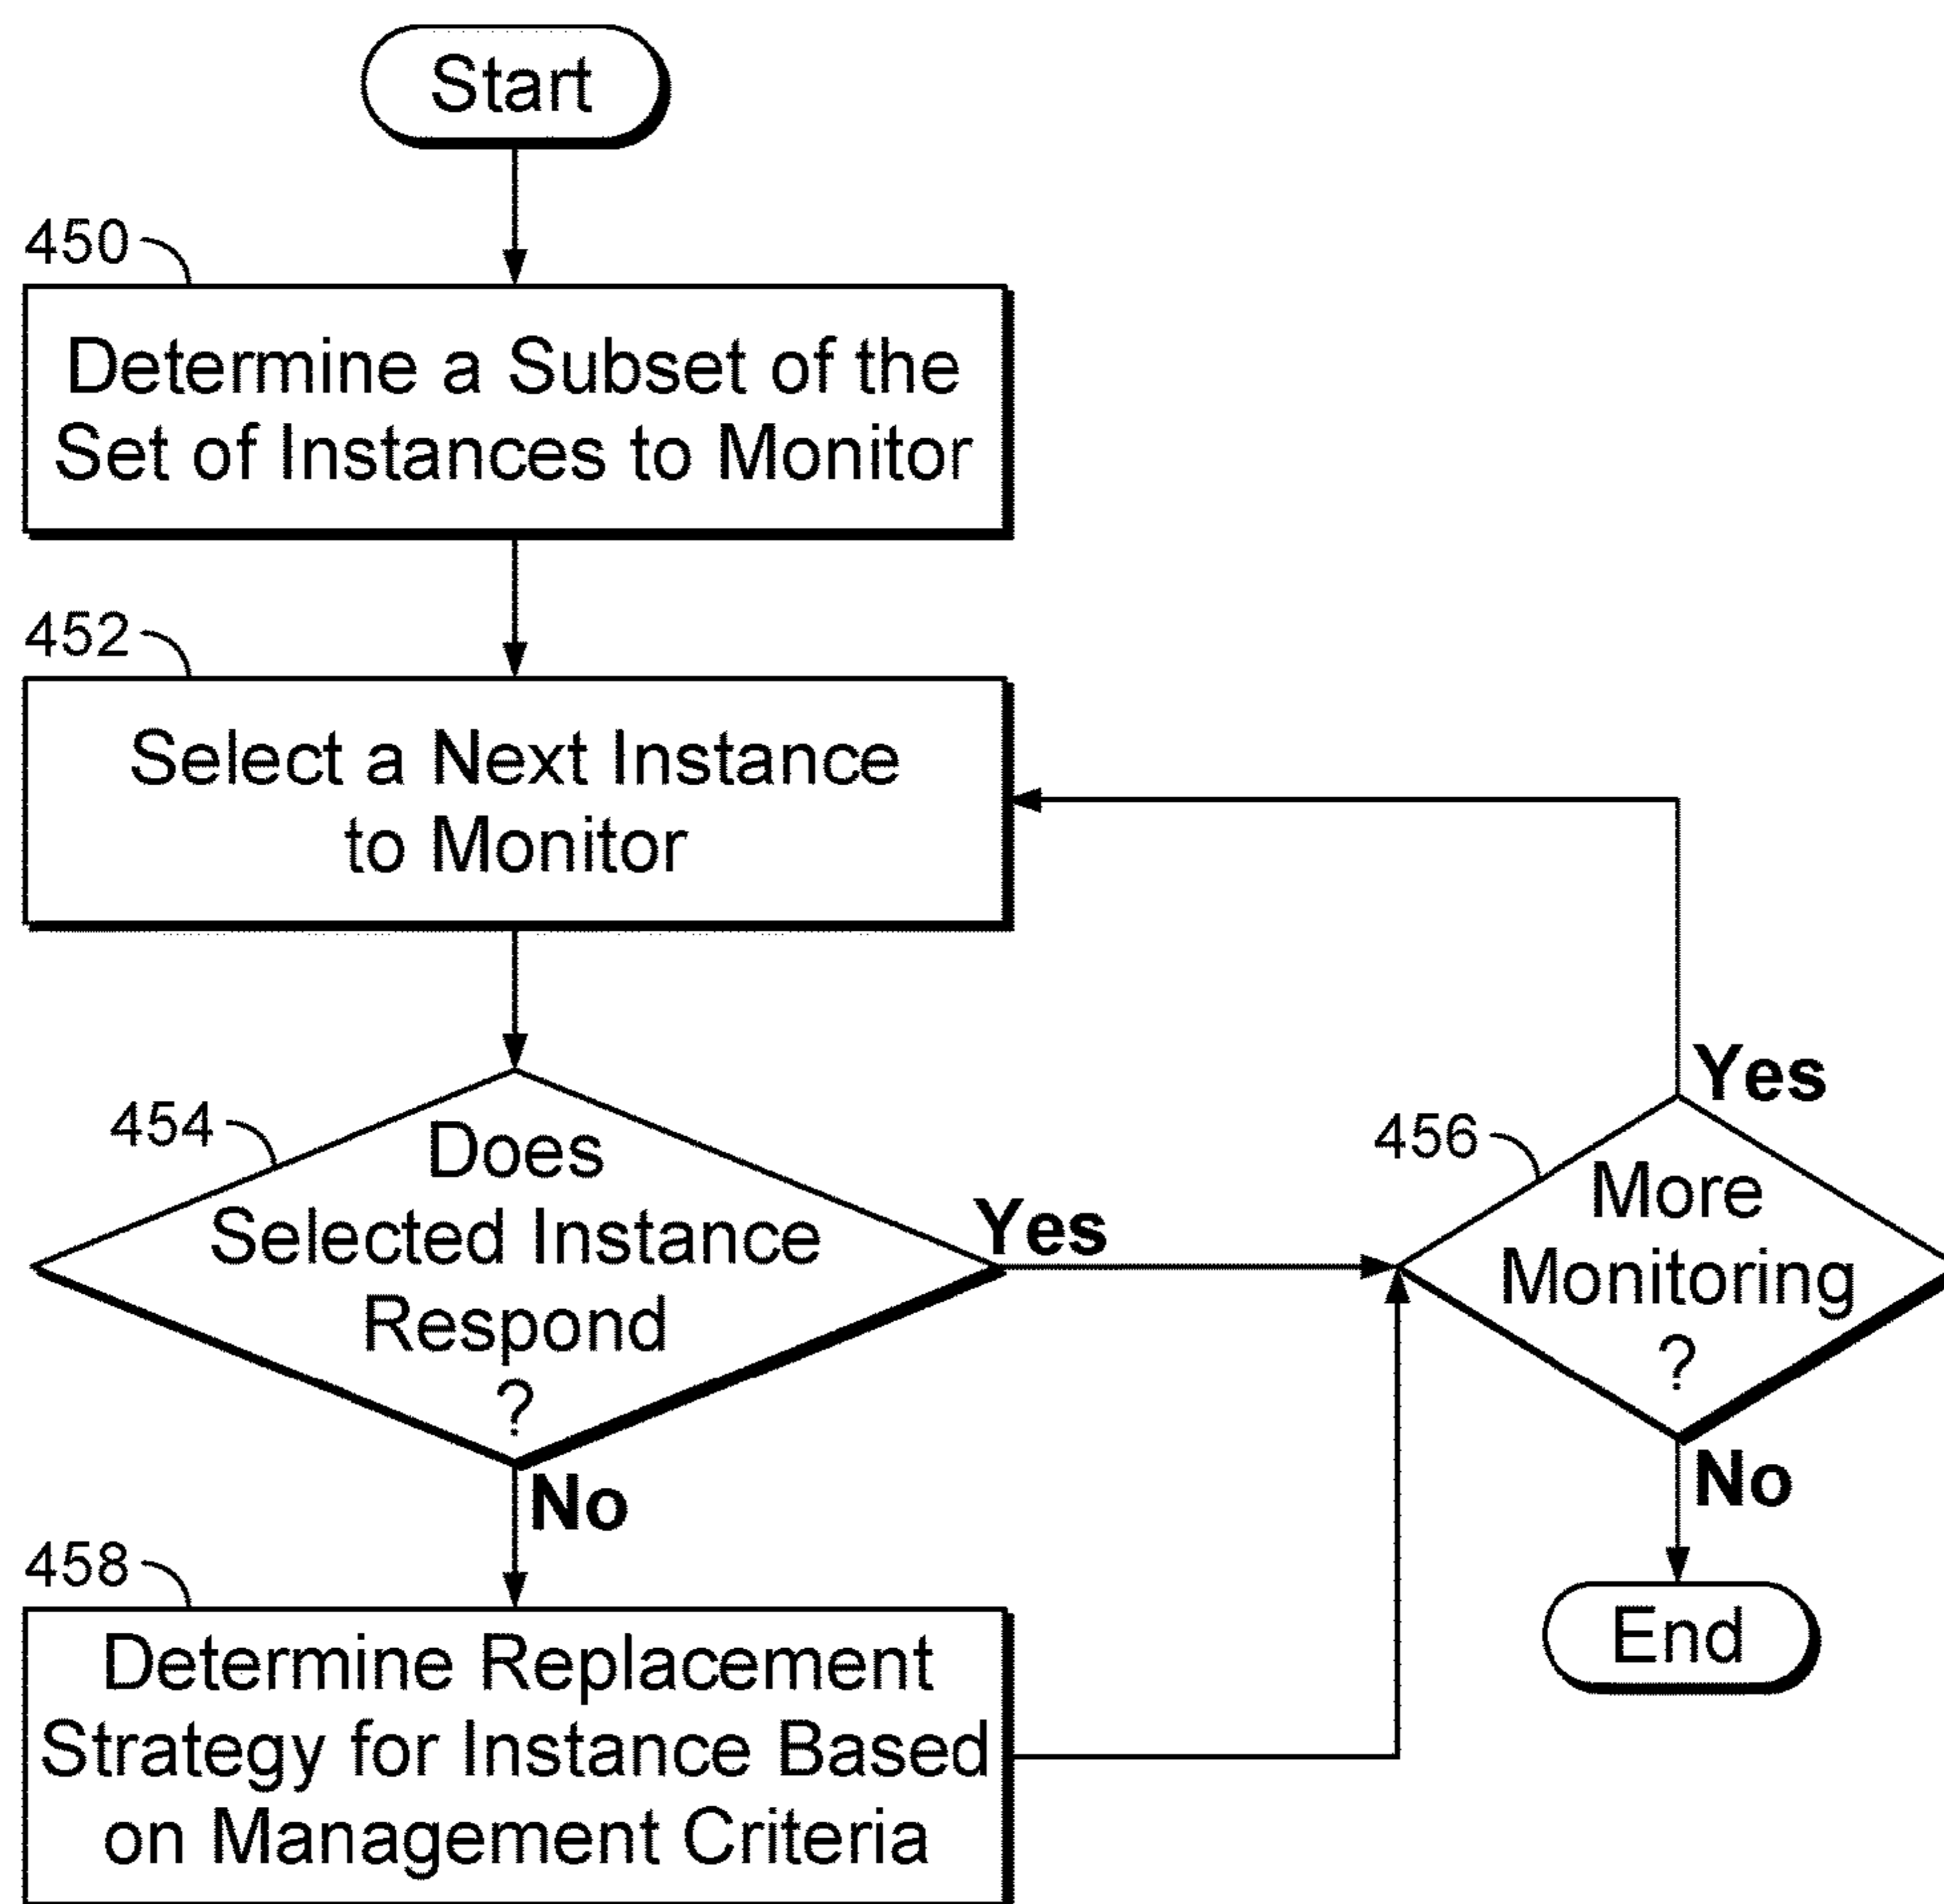 Start
450
Determine a Subset of the
Set of Instances to Monitor
452
Select a Next Instance
to Monitor
454
Does
Selected Instance
Respond
?
Yes
No
456
More
Monitoring
?
Yes
No
458
Determine Replacement
Strategy for Instance Based
on Management Criteria
End